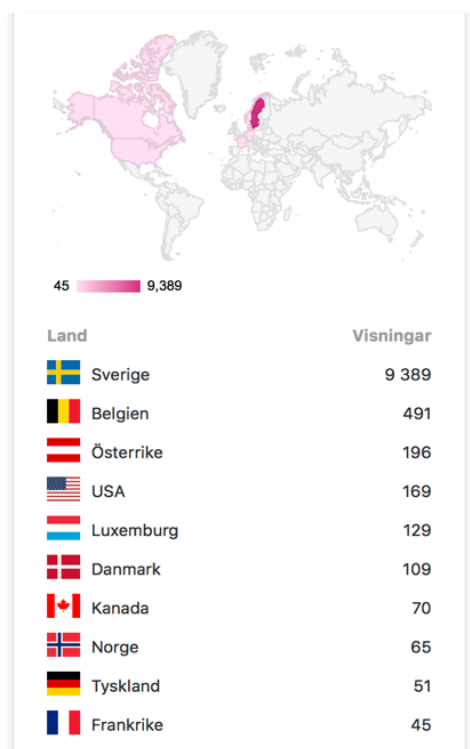 45 9,389
Land Visningar
Sverige 9 389
Belgien 491
Österrike 196
USA 169
Luxemburg 129
Danmark 109
Kanada 70
Norge 65
Tyskland 51
Frankrike 45